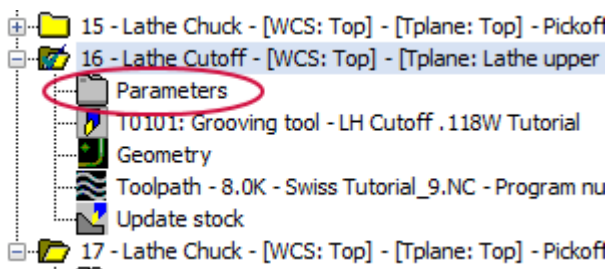 15 - Lathe Chuck - [WCS: Top] - [Tplane: Top] - Pickoff
16 - Lathe Cutoff - [WCS: Top] - [Tplane: Lathe upper
Parameters
T0101: Grooving tool - LH Cutoff .118W Tutorial
Geometry
Toolpath - 8.0K - Swiss Tutorial_9.NC - Program nu
Update stock
17 - Lathe Chuck - [WCS: Top] - [Tplane: Top] - Pickoff